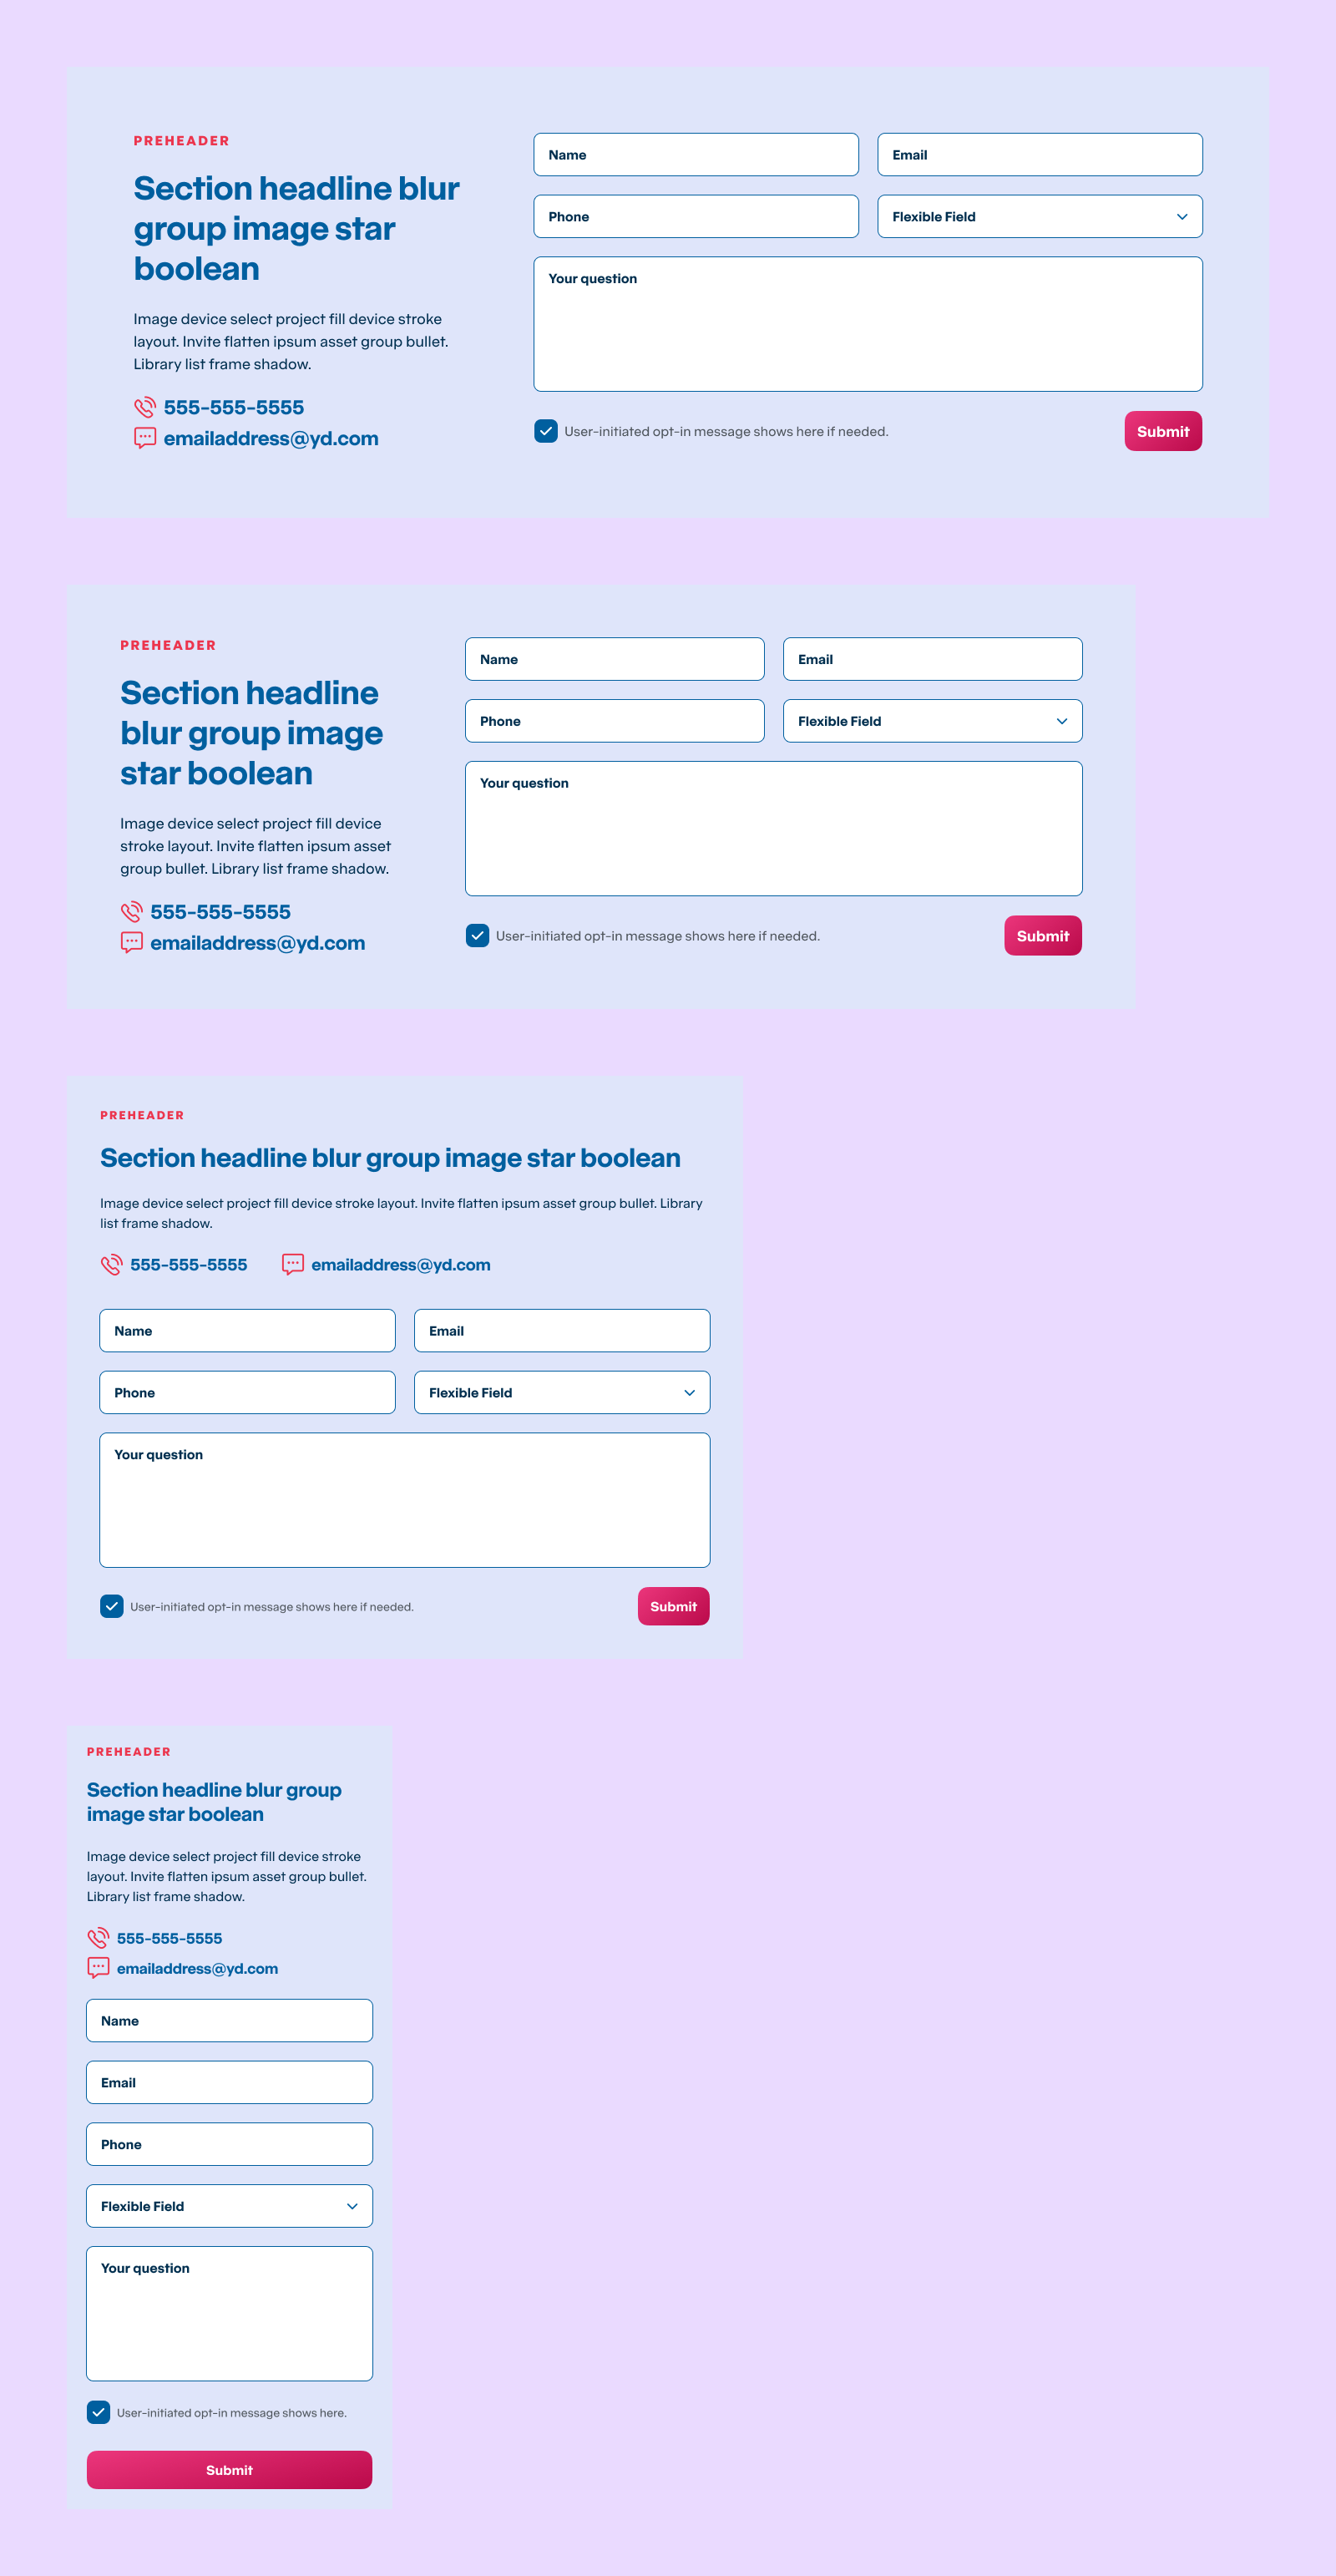 PREHEADER
Section headline blur
group image star
boolean
Image device select project fill device stroke
layout. Invite flatten ipsum asset group bullet.
Library list frame shadow.
555-555-5555
emailaddress@yd.com
Name
Email
Phone
Flexible Field
Your question
User-initiated opt-in message shows here if needed.
Submit
PREHEADER
Section headline
blur group image
star boolean
Image device select project fill device
stroke layout. Invite flatten ipsum asset
group bullet. Library list frame shadow.
555-555-5555
emailaddress@yd.com
Name
Email
Phone
Flexible Field
Your question
User-initiated opt-in message shows here if needed.
Submit
PREHEADER
Section headline blur group image star boolean
Image device select project fill device stroke layout. Invite flatten ipsum asset group bullet. Library
list frame shadow.
555-555-5555
emailaddress@yd.com
Name
Email
Phone
Flexible Field
Your question
User-initiated opt-in message shows here if needed.
Submit
PREHEADER
Section headline blur group
image star boolean
Image device select project fill device stroke
layout. Invite flatten ipsum asset group bullet.
Library list frame shadow.
555-555-5555
emailaddress@yd.com
Name
Email
Phone
Flexible Field
Your question
User-initiated opt-in message shows here.
Submit